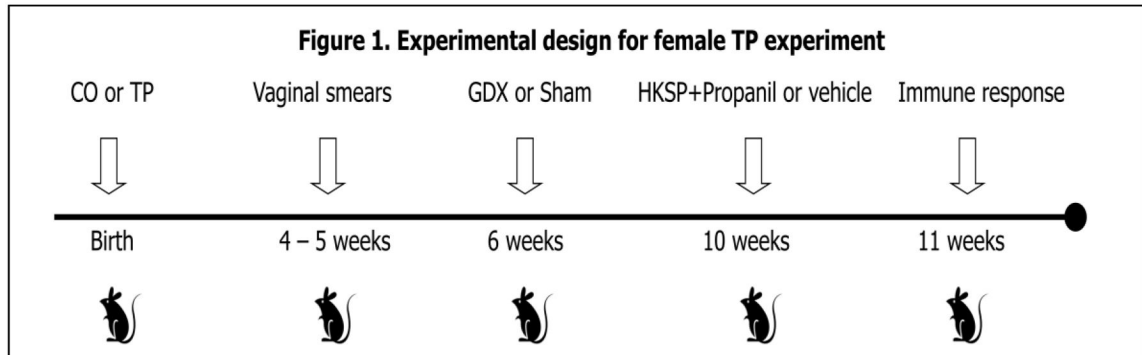 Figure 1. Experimental design for female TP experiment
CO or TP Vaginal smears GDX or Sham HKSP+Propanil or vehicle Immune response
Birth 4 – 5 weeks 6 weeks 10 weeks 11 weeks